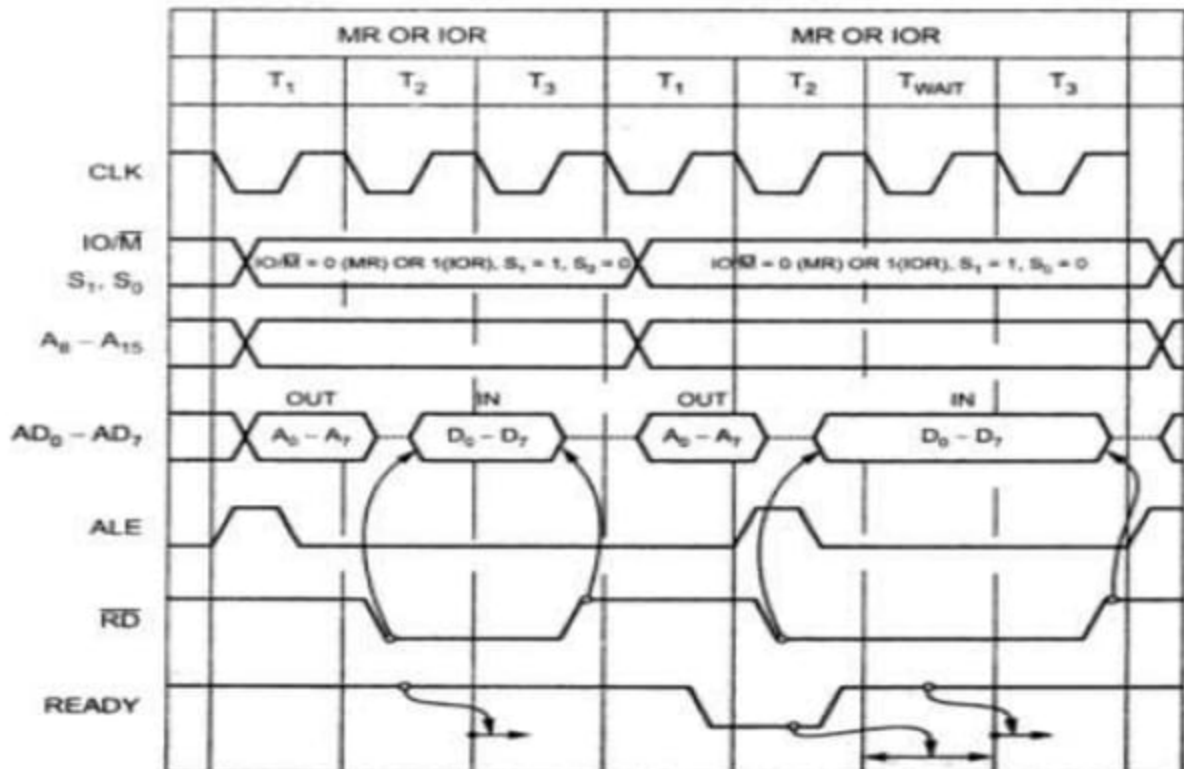 MR OR IOR MR OR IOR
T₁ T₂ T₃ T₁ T₂ T_WAIT T₃
CLK
IO/M̅
S₁, S₀
IO/M̅ = 0 (MR) OR 1(IOR), S₁ = 1, S₀ = 0 IO/M̅ = 0 (MR) OR 1(IOR), S₁ = 1, S₀ = 0
A₈ – A₁₅
OUT IN OUT IN
AD₀ – AD₇ A₀ – A₇ D₀ – D₇ A₀ – A₇ D₀ – D₇
ALE
R̅D̅
READY